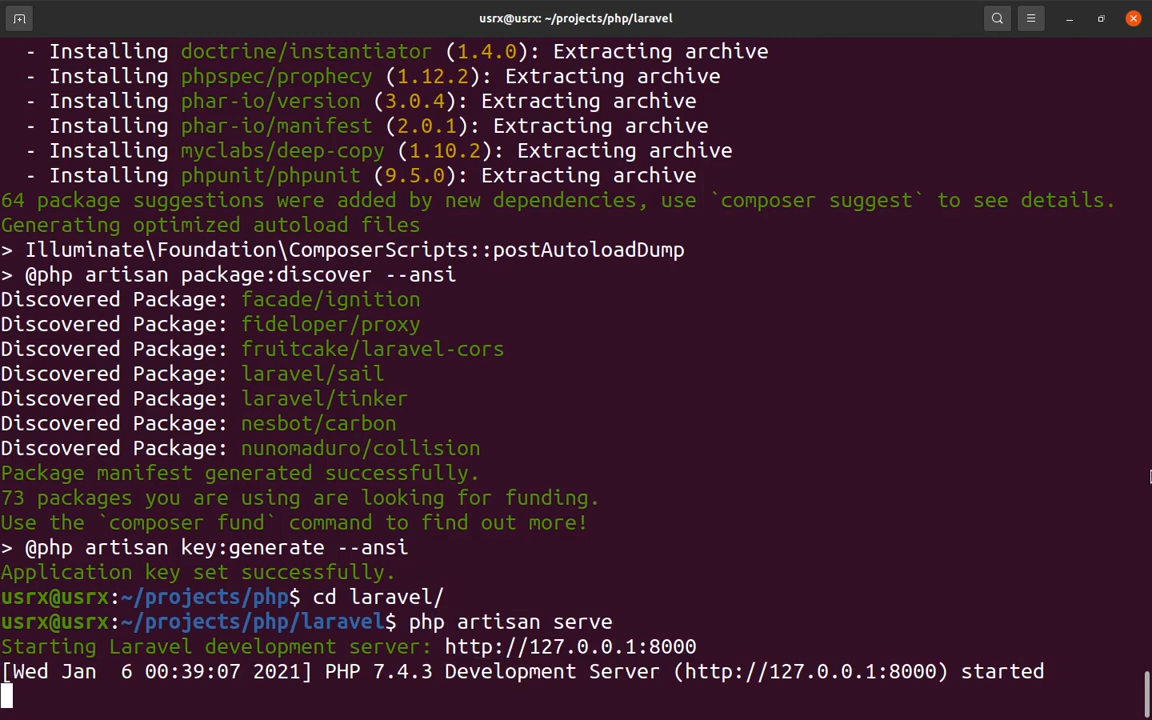 usrx@usrx: ~/projects/php/laravel
- Installing doctrine/instantiator (1.4.0): Extracting archive
- Installing phpspec/prophecy (1.12.2): Extracting archive
- Installing phar-io/version (3.0.4): Extracting archive
- Installing phar-io/manifest (2.0.1): Extracting archive
- Installing myclabs/deep-copy (1.10.2): Extracting archive
- Installing phpunit/phpunit (9.5.0): Extracting archive
64 package suggestions were added by new dependencies, use `composer suggest` to see details.
Generating optimized autoload files
> Illuminate\Foundation\ComposerScripts::postAutoloadDump
> @php artisan package:discover --ansi
Discovered Package: facade/ignition
Discovered Package: fideloper/proxy
Discovered Package: fruitcake/laravel-cors
Discovered Package: laravel/sail
Discovered Package: laravel/tinker
Discovered Package: nesbot/carbon
Discovered Package: nunomaduro/collision
Package manifest generated successfully.
73 packages you are using are looking for funding.
Use the `composer fund` command to find out more!
> @php artisan key:generate --ansi
Application key set successfully.
usrx@usrx:~/projects/php$ cd laravel/
usrx@usrx:~/projects/php/laravel$ php artisan serve
Starting Laravel development server: http://127.0.0.1:8000
[Wed Jan  6 00:39:07 2021] PHP 7.4.3 Development Server (http://127.0.0.1:8000) started